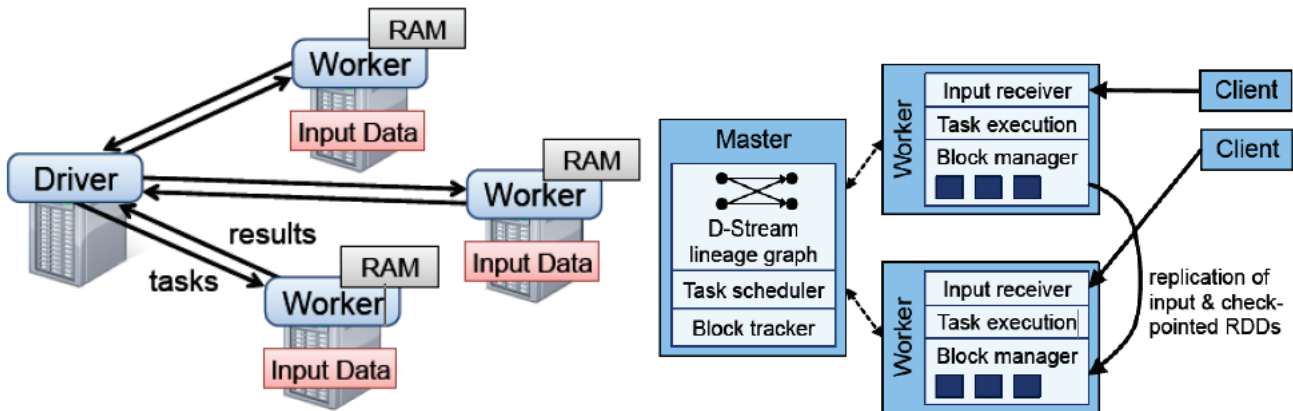 RAM
Worker
Input Data
Driver
RAM
Worker
Input Data
results
tasks
RAM
Worker
Input Data
Master
D-Stream
lineage graph
Task scheduler
Block tracker
Worker
Input receiver
Task execution
Block manager
Client
Client
Worker
Input receiver
Task execution
Block manager
replication of
input & check-
pointed RDDs